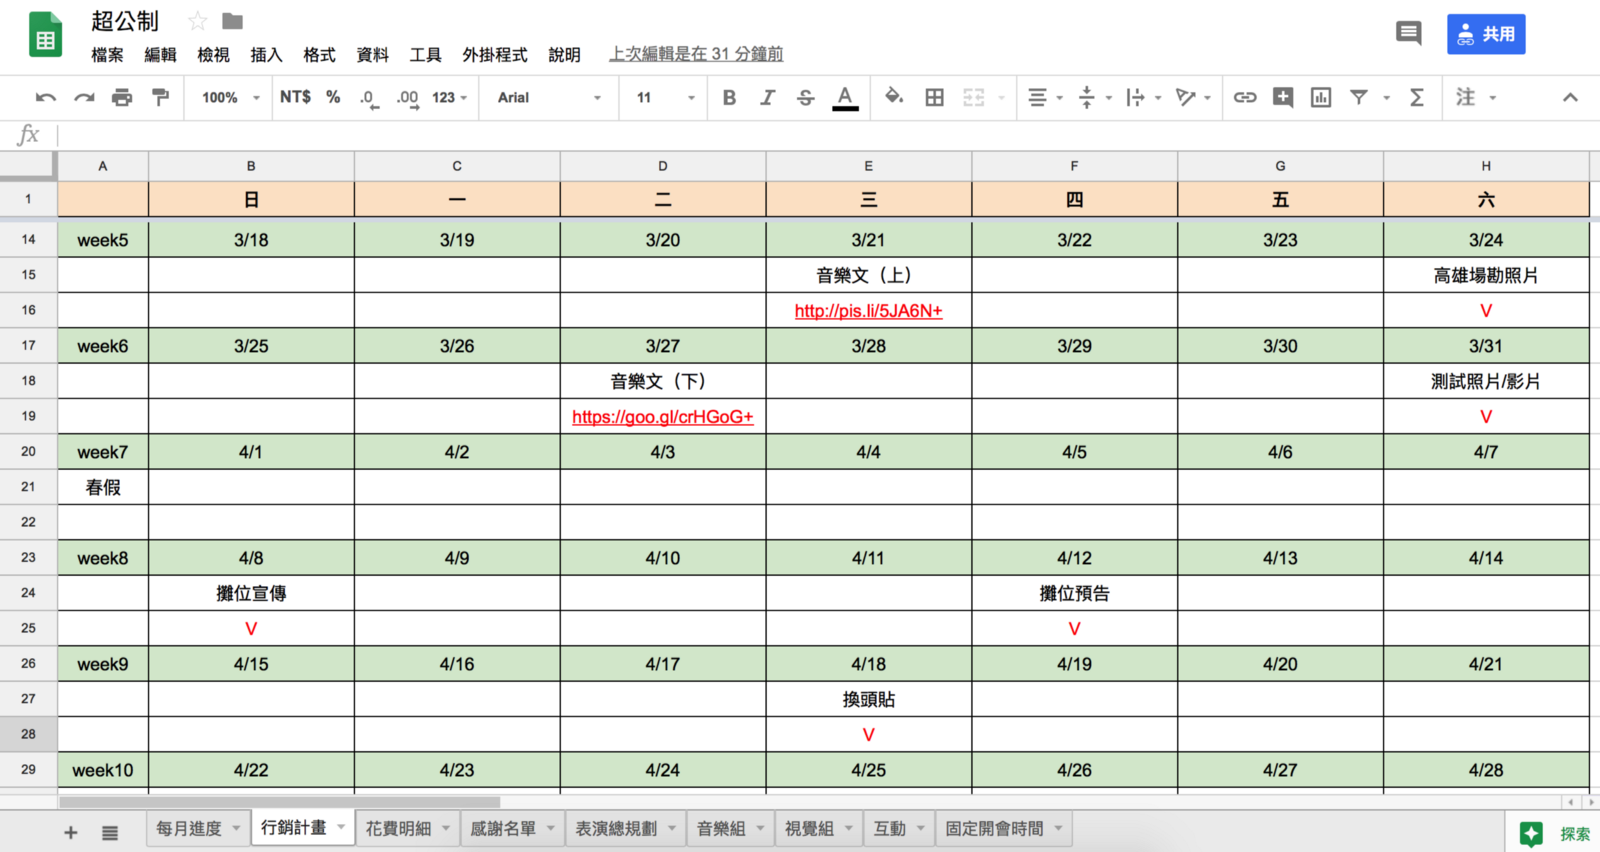 超公制
檔案 編輯 檢視 插入 格式 資料 工具 外掛程式 說明 上次編輯是在 31 分鐘前
共用
100% NT$ % .0 .00 123 Arial 11 B I S A 注
fx
A B C D E F G H
1 日 一 二 三 四 五 六
14 week5 3/18 3/19 3/20 3/21 3/22 3/23 3/24
15 音樂文（上） 高雄場勘照片
16 http://pis.li/5JA6N+ V
17 week6 3/25 3/26 3/27 3/28 3/29 3/30 3/31
18 音樂文（下） 測試照片/影片
19 https://goo.gl/crHGoG+ V
20 week7 4/1 4/2 4/3 4/4 4/5 4/6 4/7
21 春假
22
23 week8 4/8 4/9 4/10 4/11 4/12 4/13 4/14
24 攤位宣傳 攤位預告
25 V V
26 week9 4/15 4/16 4/17 4/18 4/19 4/20 4/21
27 換頭貼
28 V
29 week10 4/22 4/23 4/24 4/25 4/26 4/27 4/28
每月進度 行銷計畫 花費明細 感謝名單 表演總規劃 音樂組 視覺組 互動 固定開會時間 探索